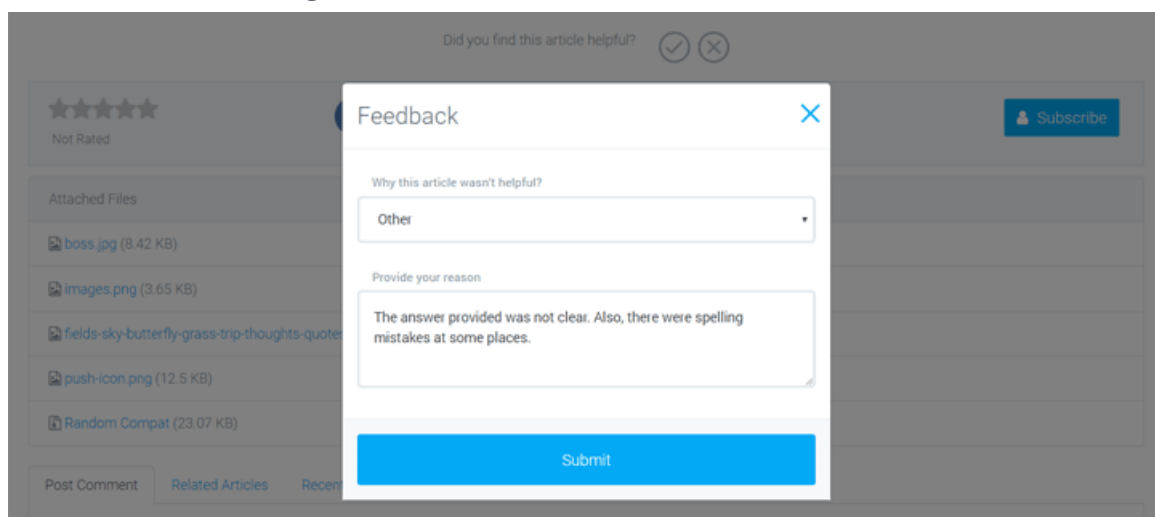 Did you find this article helpful?
Feedback
Subscribe
Not Rated
Why this article wasn't helpful?
Attached Files
Other
boss.jpg (8.42 KB)
Provide your reason
images.png (3.65 KB)
The answer provided was not clear. Also, there were spelling
mistakes at some places.
fields-sky-butterfly-grass-trip-thoughts-quotes
push-icon.png (12.5 KB)
Random Compat (23.07 KB)
Submit
Post Comment Related Articles